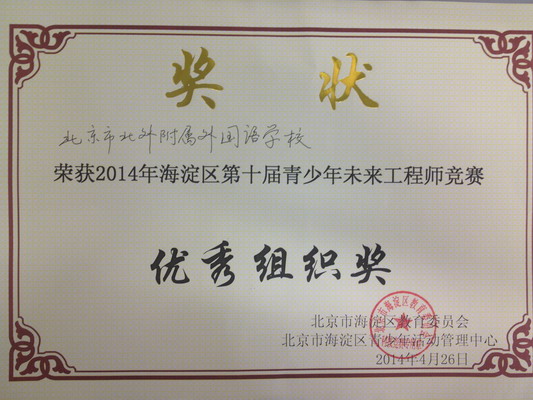 奖 状
北京市北外附属外国语学校
荣获2014年海淀区第十届青少年未来工程师竞赛
优秀组织奖
北京市海淀区教育委员会
北京市海淀区青少年活动管理中心
2014年4月26日